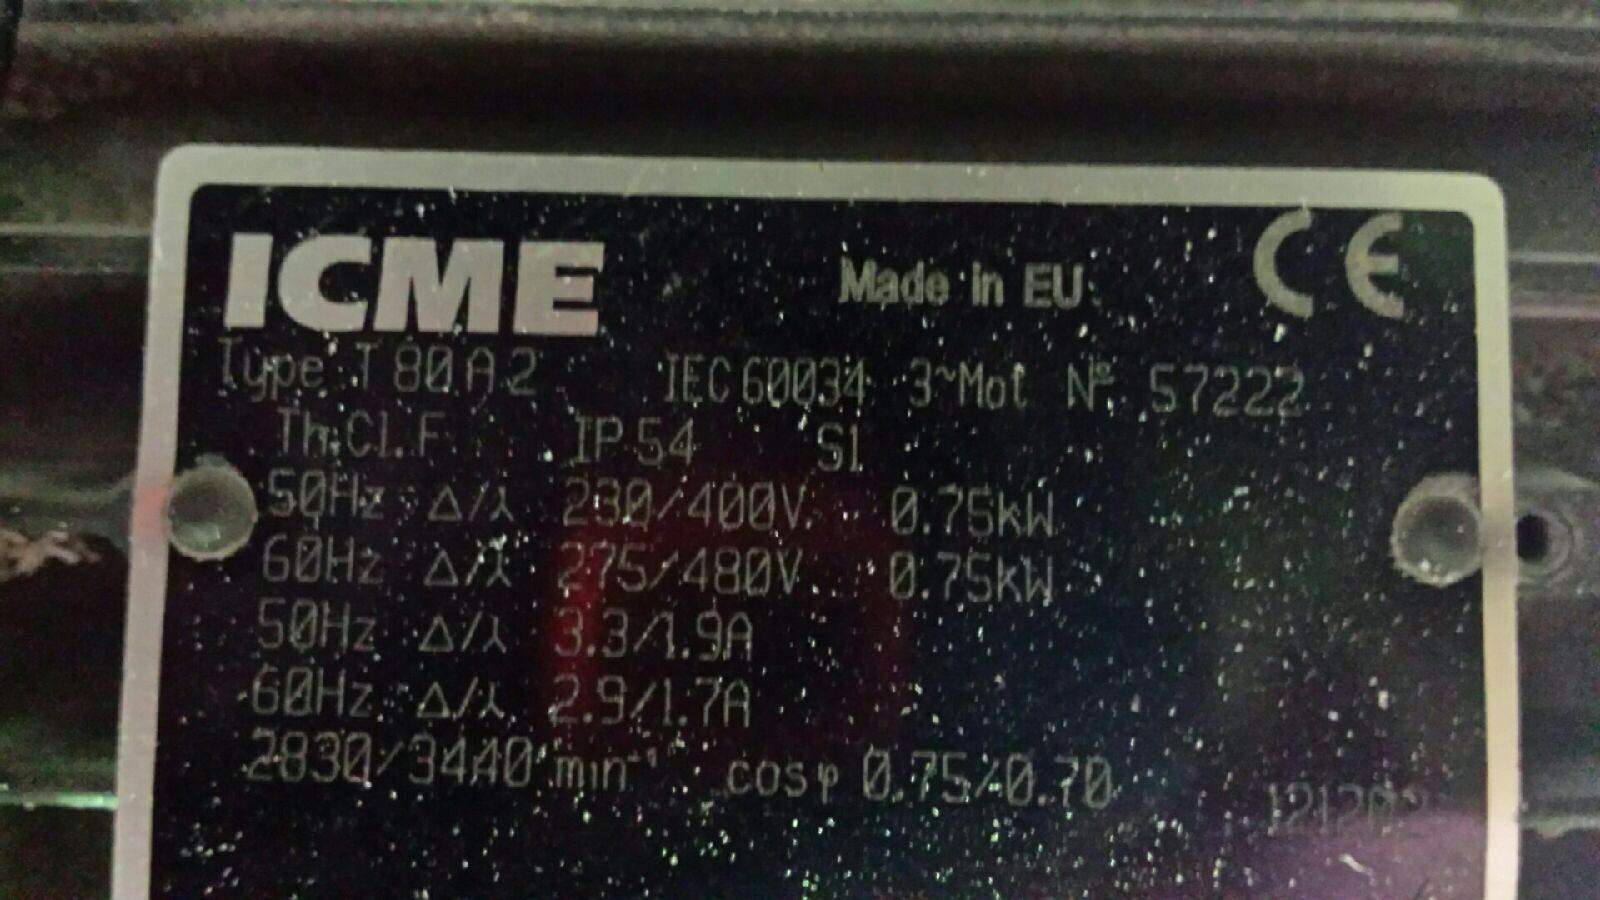 ICME Made in EU CE
Type T 80 A 2 IEC 60034 3~Mot N° 57222
Th.Cl.F IP 54 S1
50Hz Δ/⅄ 230/400V 0.75kW
60Hz Δ/⅄ 275/480V 0.75kW
50Hz Δ/⅄ 3.3/1.9A
60Hz Δ/⅄ 2.9/1.7A
2830/3440 min⁻¹ cosφ 0.75/0.70